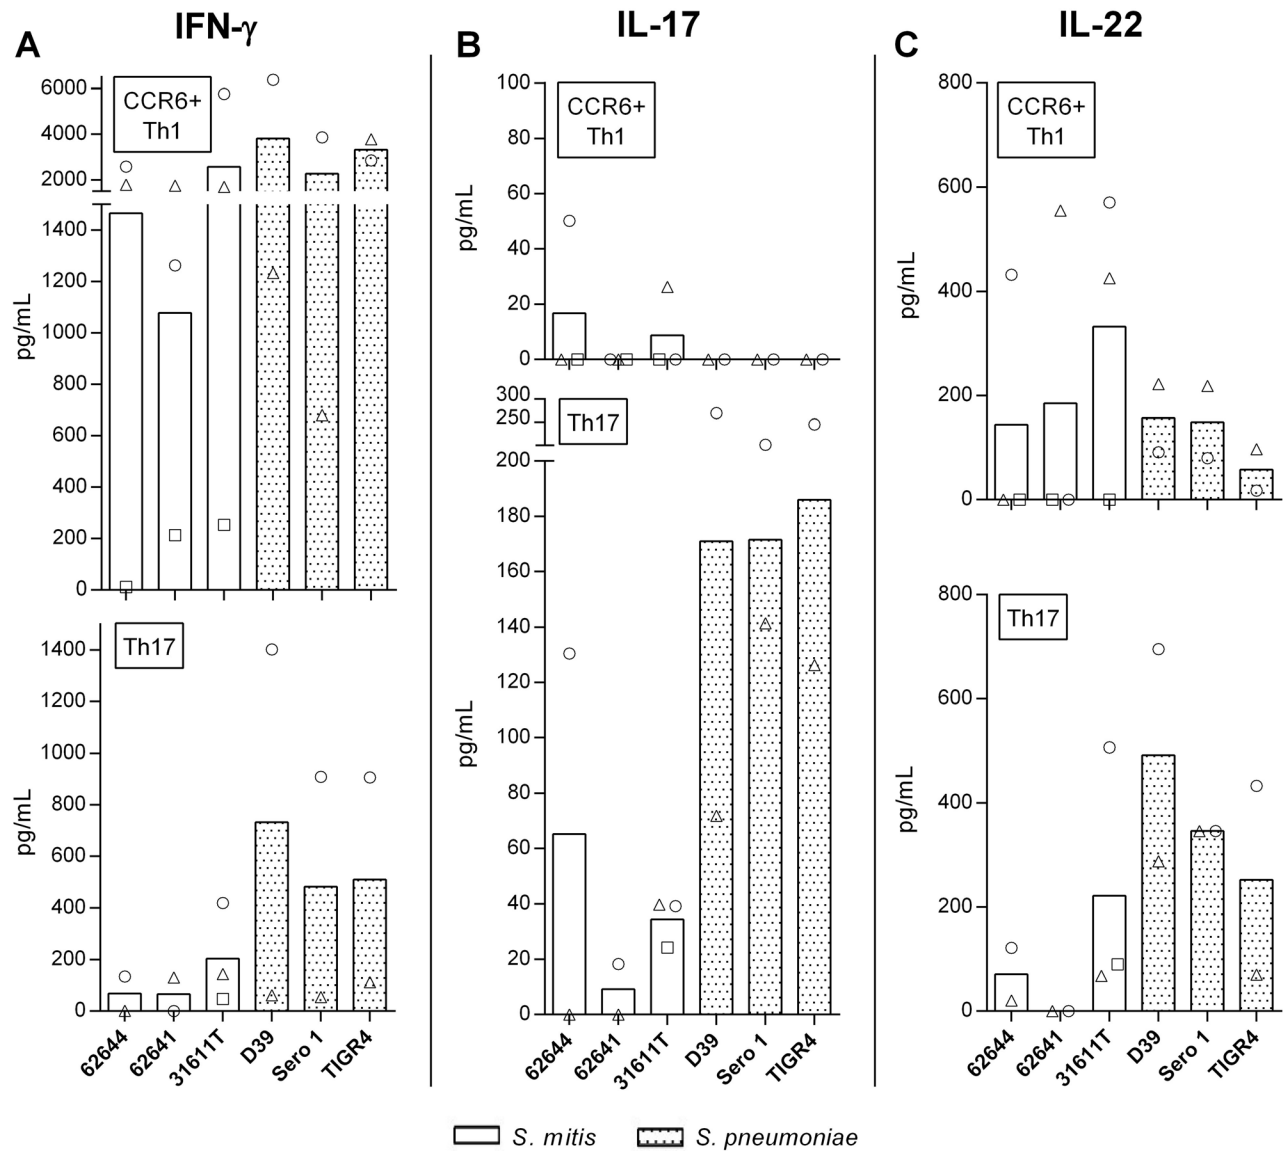 A
IFN-γ
CCR6+
Th1
6000
4000
2000
1400
1200
1000
800
600
400
200
0
pg/mL
Th17
1400
1200
1000
800
600
400
200
0
pg/mL
62644
62641
31611T
D39
Sero 1
TIGR4
B
IL-17
CCR6+
Th1
100
80
60
40
20
0
pg/mL
Th17
300
250
200
180
160
140
120
100
80
60
40
20
0
pg/mL
62644
62641
31611T
D39
Sero 1
TIGR4
C
IL-22
CCR6+
Th1
800
600
400
200
0
pg/mL
Th17
800
600
400
200
0
pg/mL
62644
62641
31611T
D39
Sero 1
TIGR4
S. mitis
S. pneumoniae